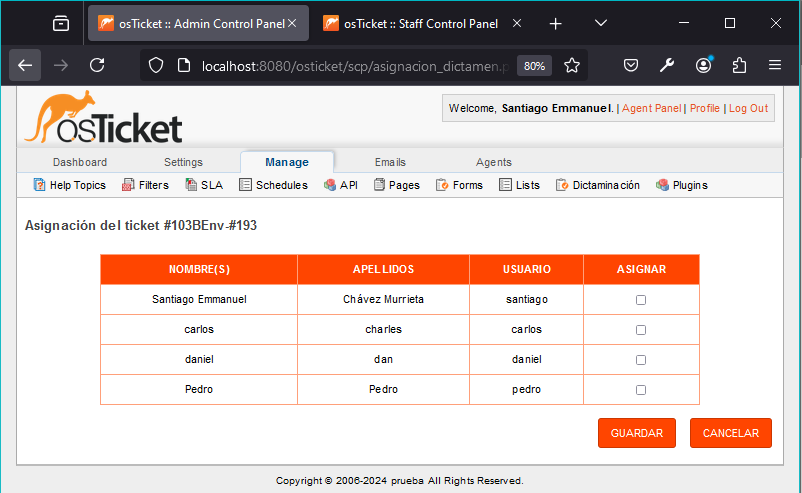 osTicket :: Admin Control Panel osTicket :: Staff Control Panel
localhost:8080/osticket/scp/asignacion_dictamen.p 80%
osTicket
Welcome, Santiago Emmanuel. | Agent Panel | Profile | Log Out
Dashboard Settings Manage Emails Agents
Help Topics Filters SLA Schedules API Pages Forms Lists Dictaminación Plugins
Asignación del ticket #103BEnv-#193
NOMBRE(S) APELLIDOS USUARIO ASIGNAR
Santiago Emmanuel Chávez Murrieta santiago
carlos charles carlos
daniel dan daniel
Pedro Pedro pedro
GUARDAR CANCELAR
Copyright © 2006-2024 prueba All Rights Reserved.